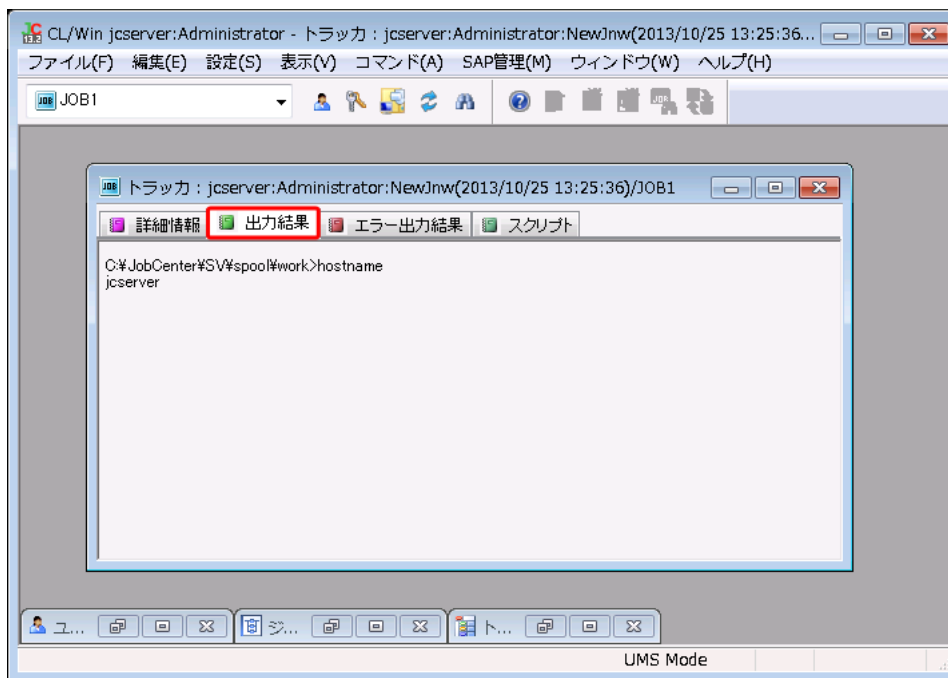 CL/Win jcserver:Administrator - トラッカ : jcserver:Administrator:NewJnw(2013/10/25 13:25:36...
ファイル(F) 編集(E) 設定(S) 表示(V) コマンド(A) SAP管理(M) ウィンドウ(W) ヘルプ(H)
JOB1
トラッカ : jcserver:Administrator:NewJnw(2013/10/25 13:25:36)/JOB1
詳細情報 出力結果 エラー出力結果 スクリプト
C:¥JobCenter¥SV¥spool¥work>hostname
jcserver
ユ... ジ... ト...
UMS Mode